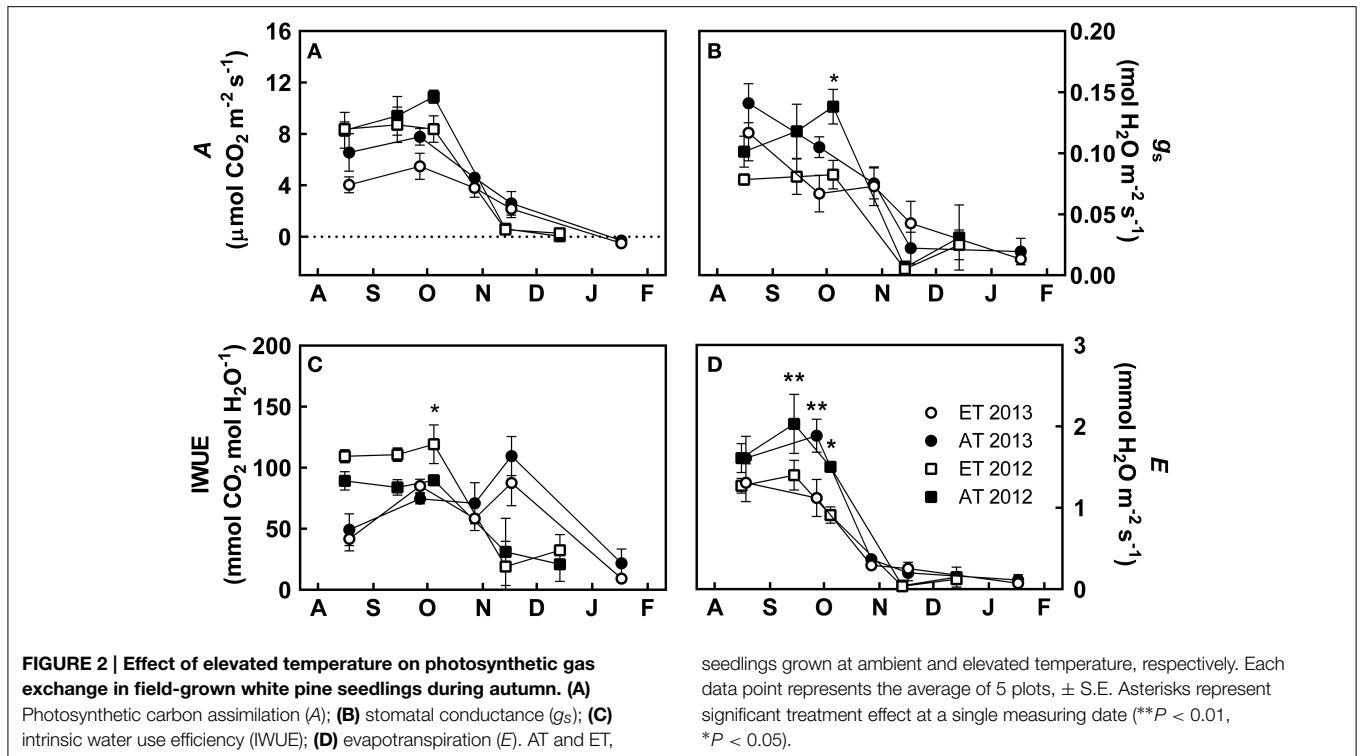 A
B
16
12
8
4
0
A
(μmol CO₂ m⁻² s⁻¹)
A S O N D J F
*
0.20
0.15
0.10
0.05
0.00
gₛ
(mol H₂O m⁻² s⁻¹)
A S O N D J F
C
200
150
100
50
0
IWUE
(mmol CO₂ mol H₂O⁻¹)
*
A S O N D J F
D
**
**
*
ET 2013
AT 2013
ET 2012
AT 2012
3
2
1
0
E
(mmol H₂O m⁻² s⁻¹)
A S O N D J F
FIGURE 2 | Effect of elevated temperature on photosynthetic gas
exchange in field-grown white pine seedlings during autumn. (A)
Photosynthetic carbon assimilation (A); (B) stomatal conductance (gₛ); (C)
intrinsic water use efficiency (IWUE); (D) evapotranspiration (E). AT and ET,
seedlings grown at ambient and elevated temperature, respectively. Each
data point represents the average of 5 plots, ± S.E. Asterisks represent
significant treatment effect at a single measuring date (**P < 0.01,
*P < 0.05).